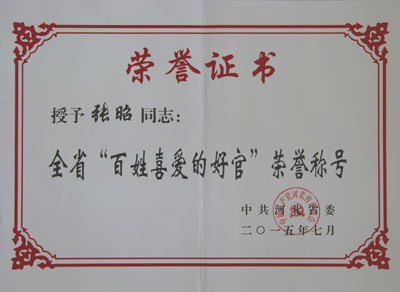 荣誉证书
授予 张昭 同志：
全省“百姓喜爱的好官”荣誉称号
中共河北省委
二〇一五年七月